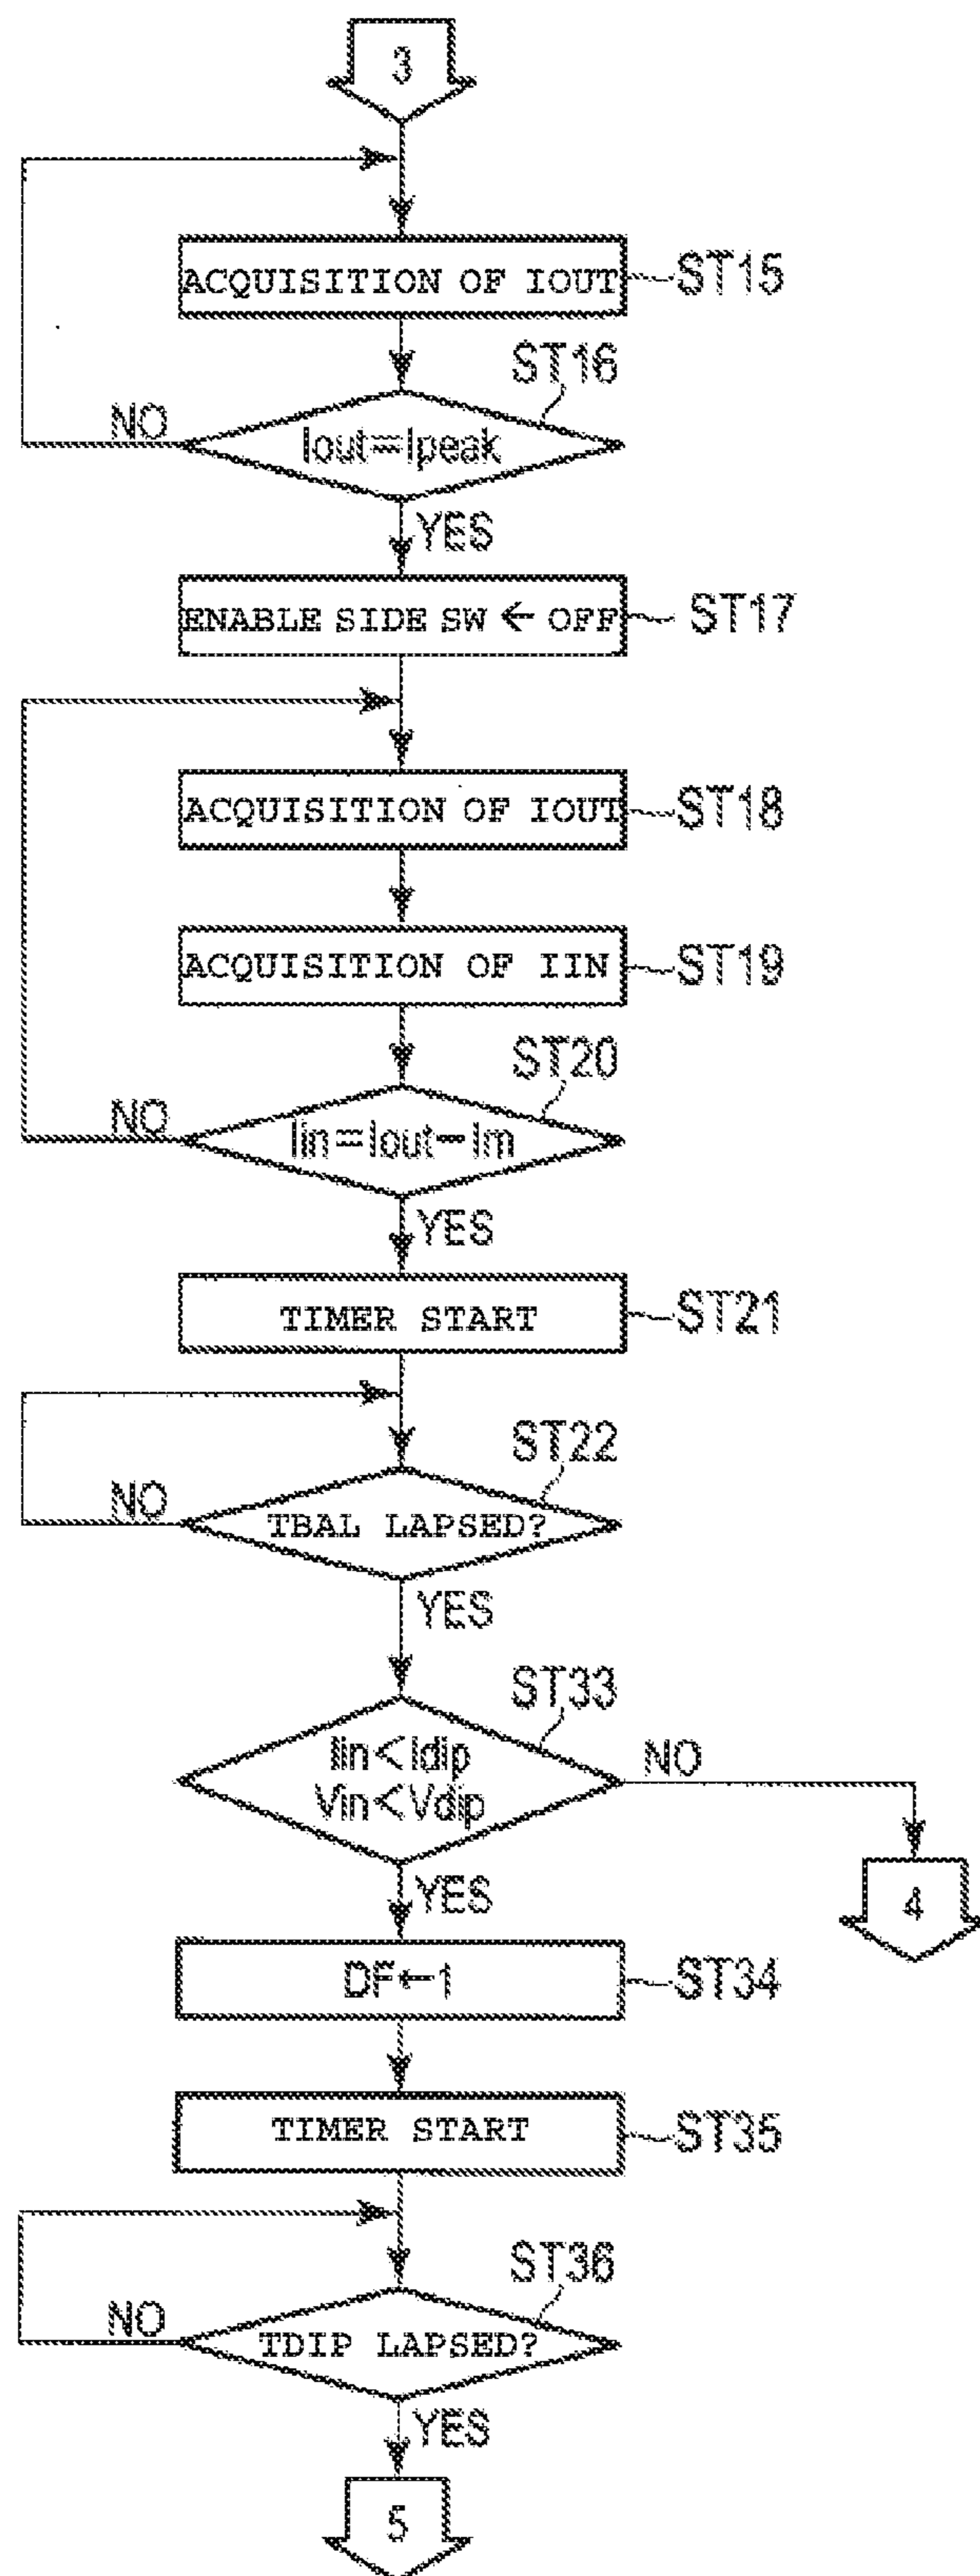 3
ACQUISITION OF IOUT
ST15
ST16
NO
Iout=Ipeak
YES
ENABLE SIDE SW ← OFF
ST17
ACQUISITION OF IOUT
ST18
ACQUISITION OF IIN
ST19
ST20
NO
Iin=Iout-Im
YES
TIMER START
ST21
ST22
NO
TBAL LAPSED?
YES
ST33
Iin<Idip
NO
Vin<Vdip
YES
4
DF←1
ST34
TIMER START
ST35
ST36
NO
TDIP LAPSED?
YES
5